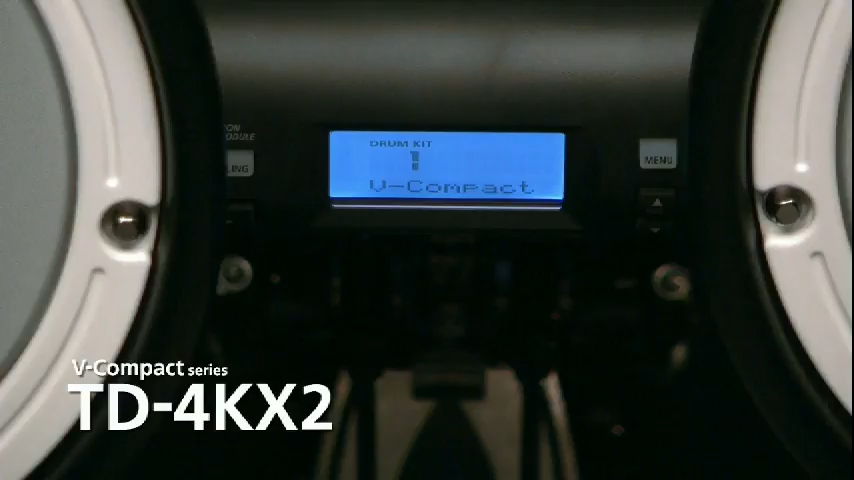 DRUM KIT
1
V-Compact
MENU
V-Compact series
TD-4KX2